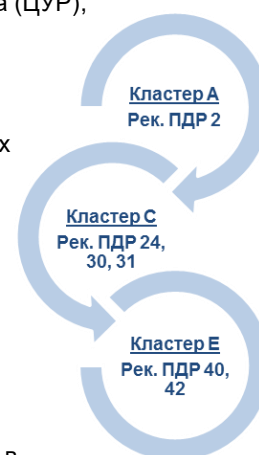 а (ЦУР),
Кластер А
Рек. ПДР 2
х
Кластер С
Рек. ПДР 24,
30, 31
Кластер Е
Рек. ПДР 40,
42
в